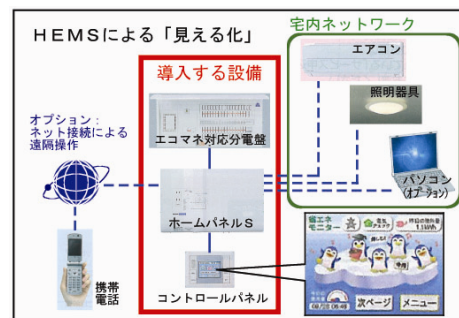 HEMSによる「見える化」
宅内ネットワーク
エアコン
導入する設備
照明器具
オプション:
ネット接続による
遠隔操作
エコマネ対応分電盤
パソコン
(オプション)
ホームパネルS
省エネ
モニター
携帯
電話
コントロールパネル
次ページ
メニュー